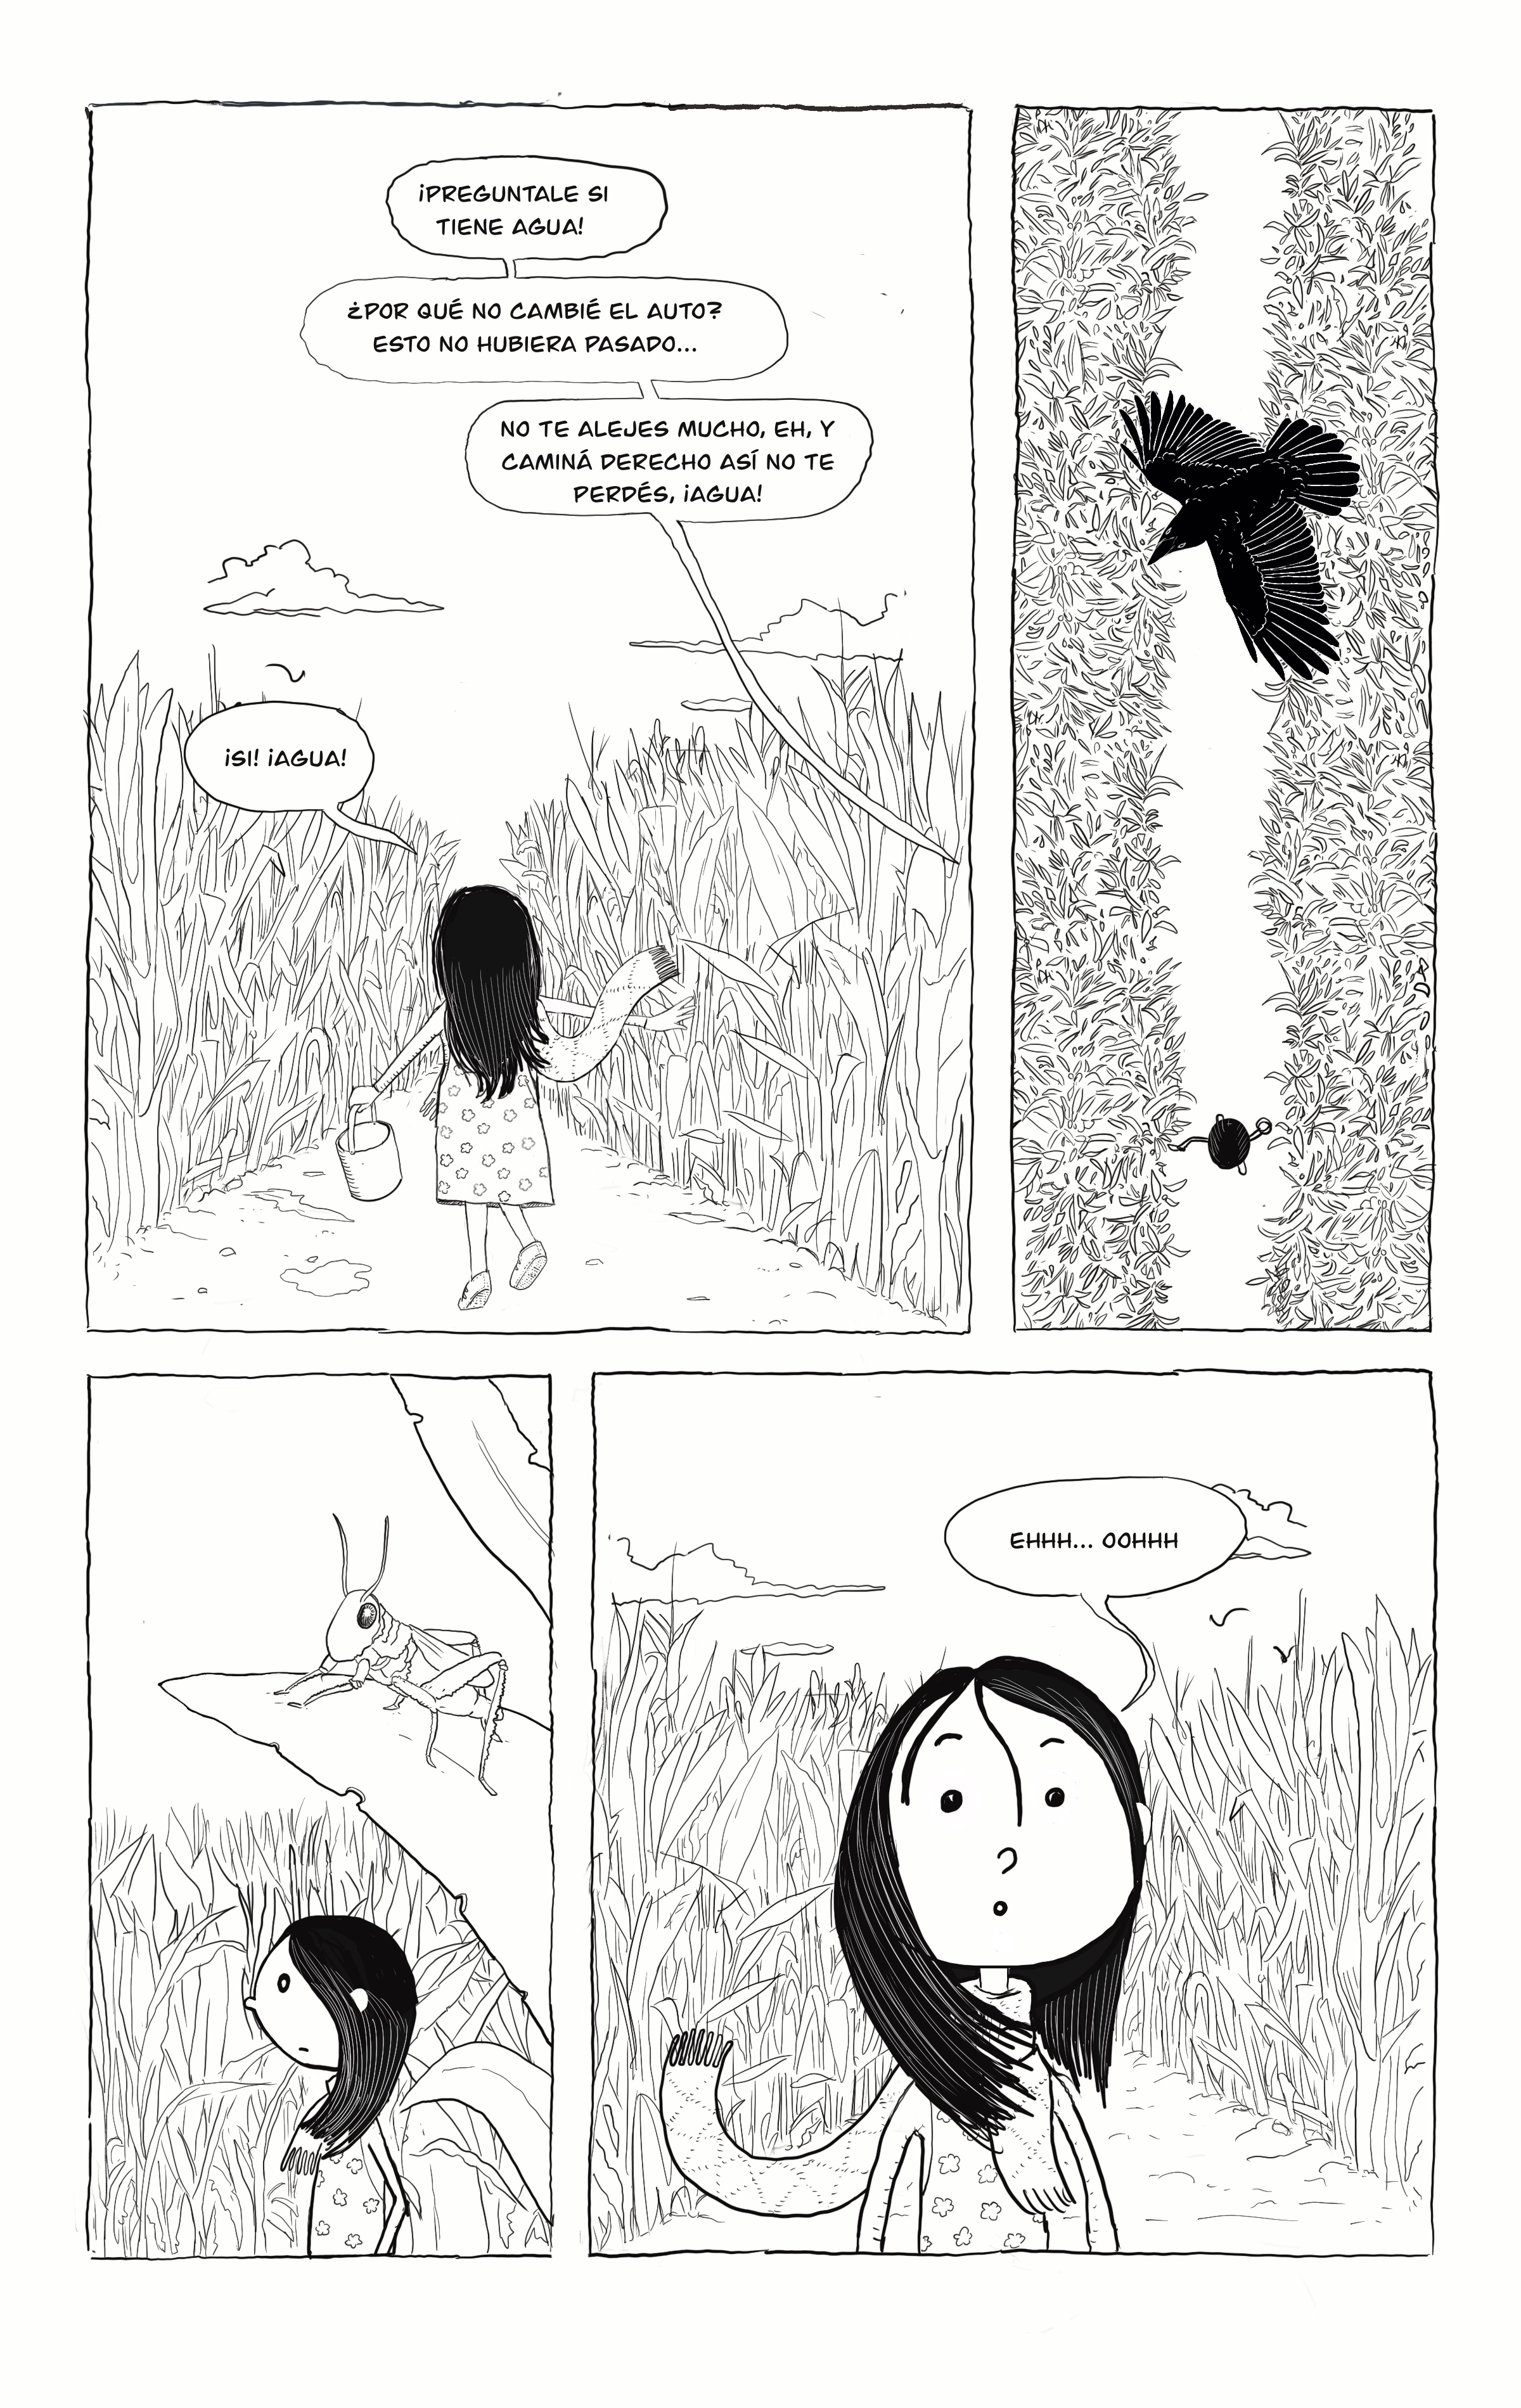 ¡PREGUNTALE SI
TIENE AGUA!
¿POR QUÉ NO CAMBIÉ EL AUTO?
ESTO NO HUBIERA PASADO...
NO TE ALEJES MUCHO, EH, Y
CAMINÁ DERECHO ASÍ NO TE
PERDÉS, ¡AGUA!
¡SI! ¡AGUA!
EHHH... OOHHH